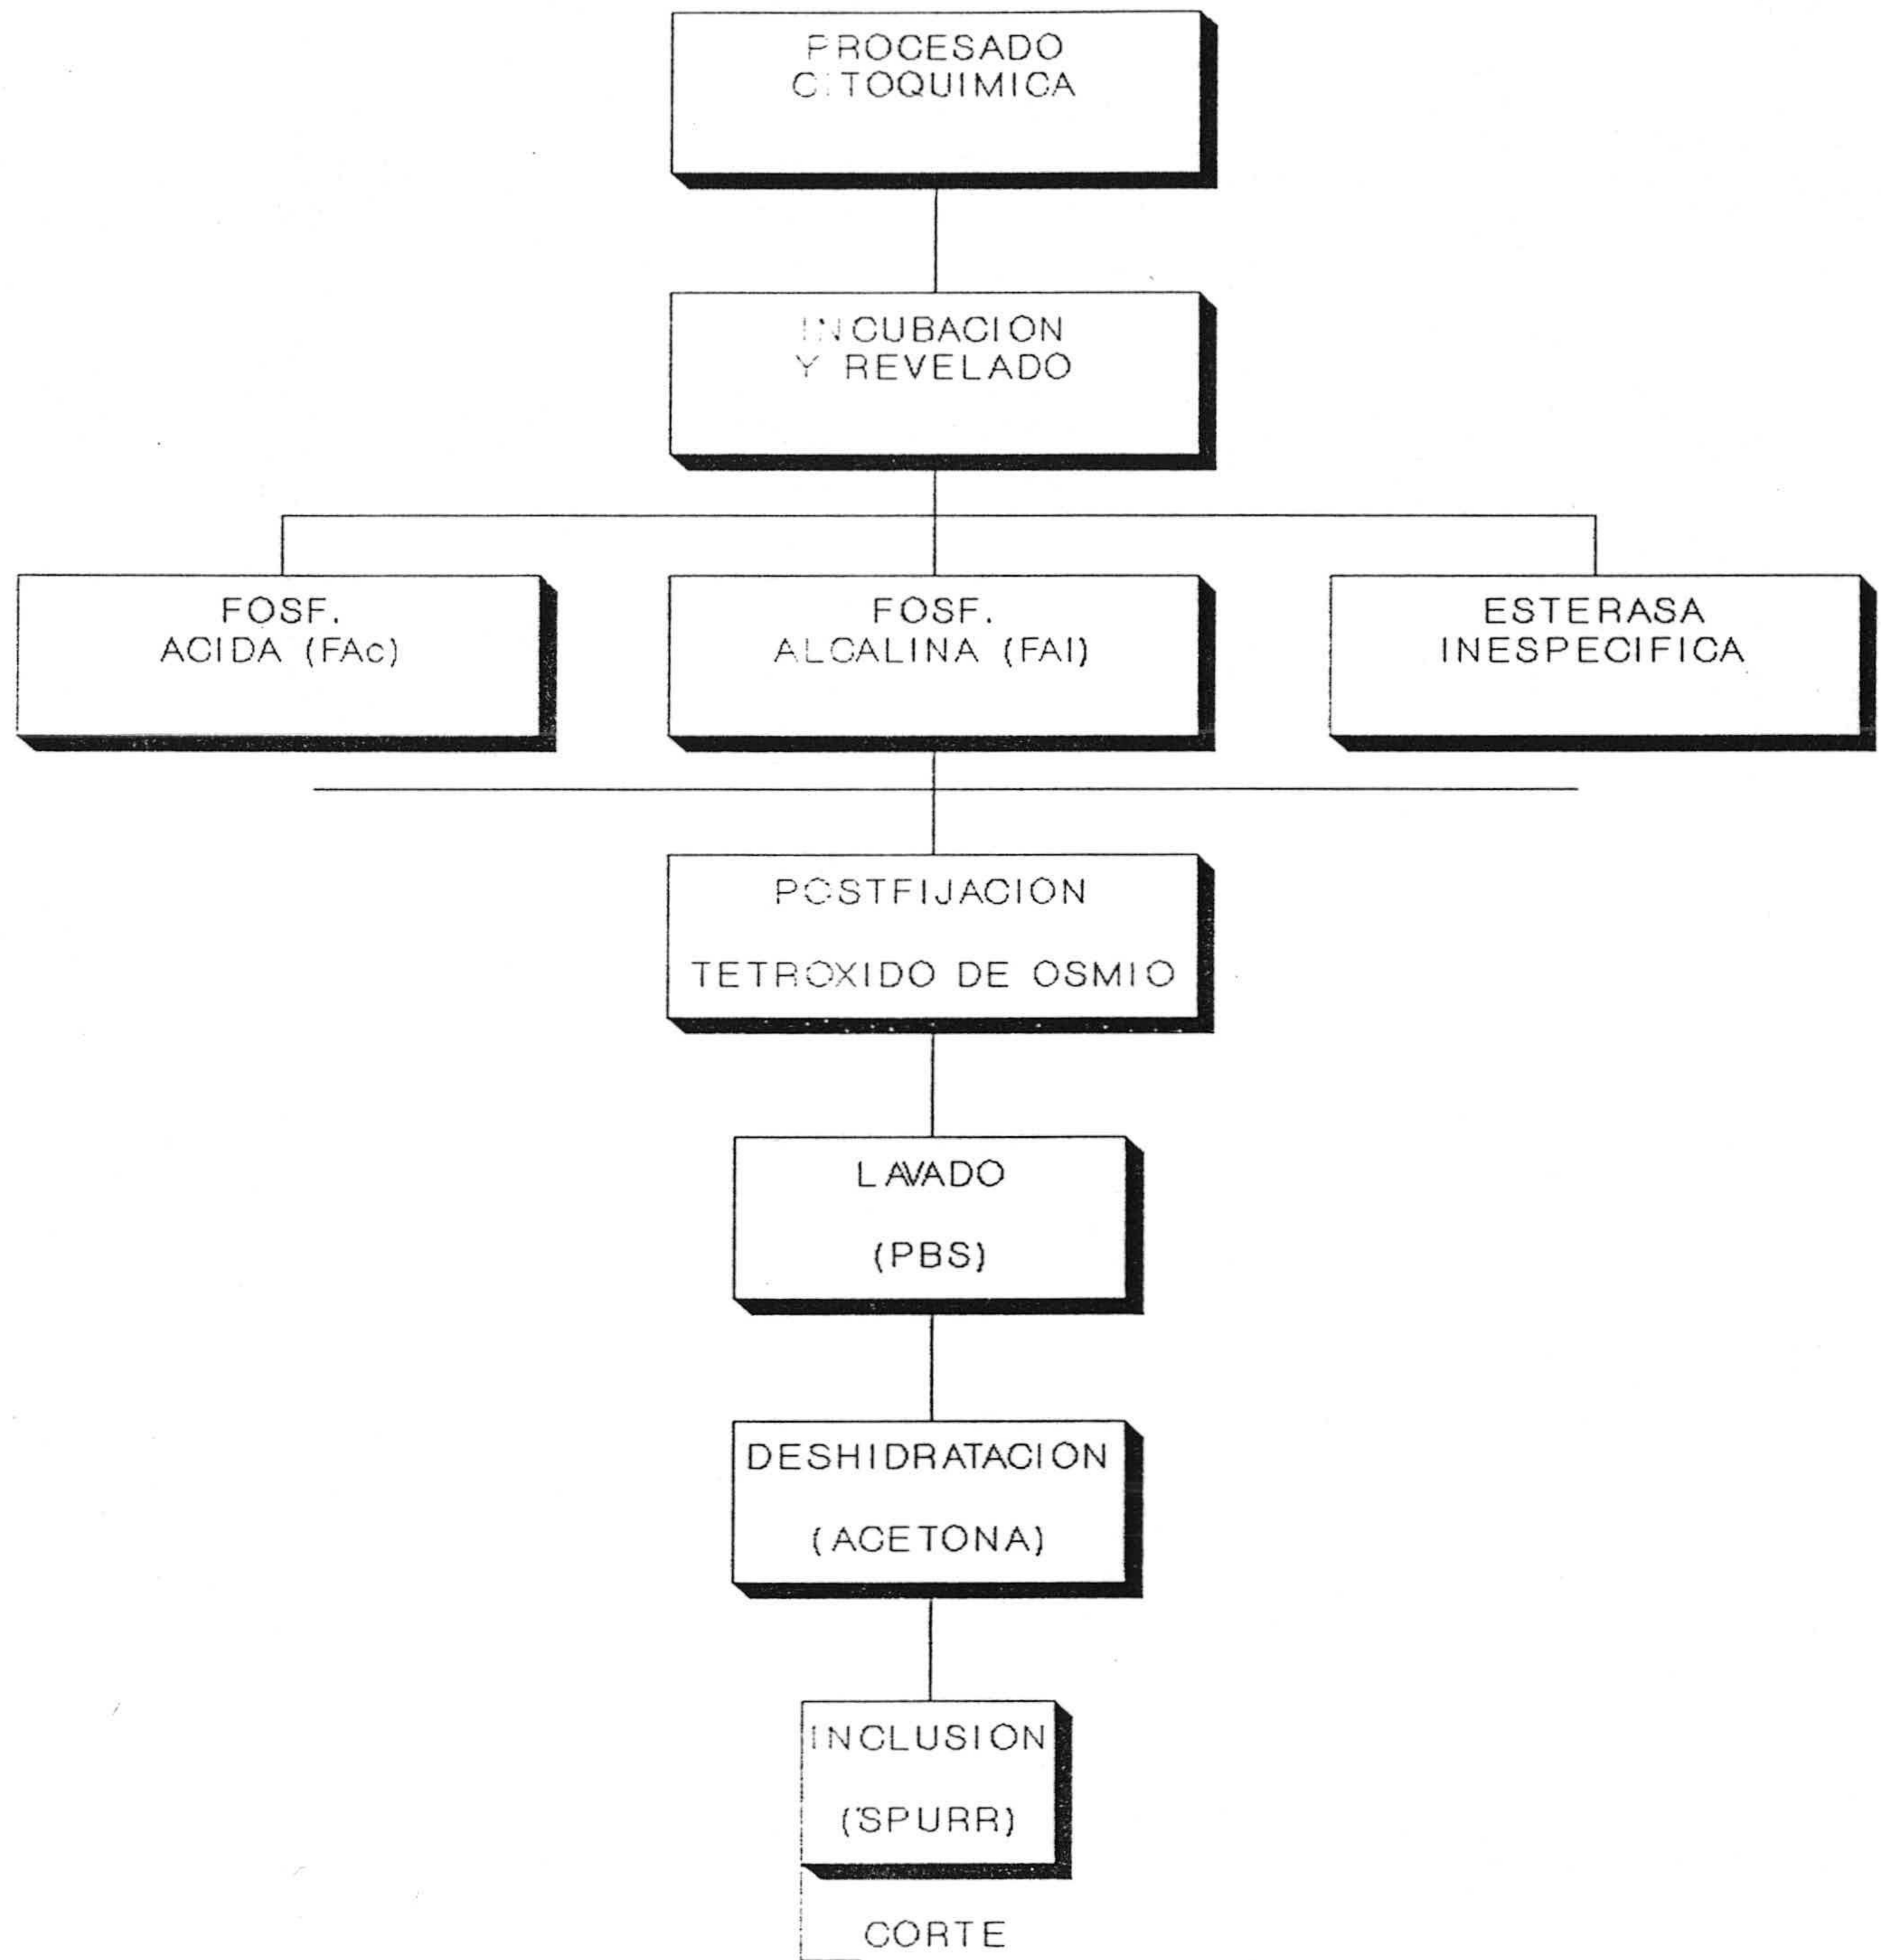 PROCESADO
CITOQUIMICA
INCUBACION
Y REVELADO
FOSF.
ACIDA (FAc)
FOSF.
ALCALINA (FAl)
ESTERASA
INESPECIFICA
POSTFIJACION
TETROXIDO DE OSMIO
LAVADO
(PBS)
DESHIDRATACION
(ACETONA)
INCLUSION
(SPURR)
CORTE